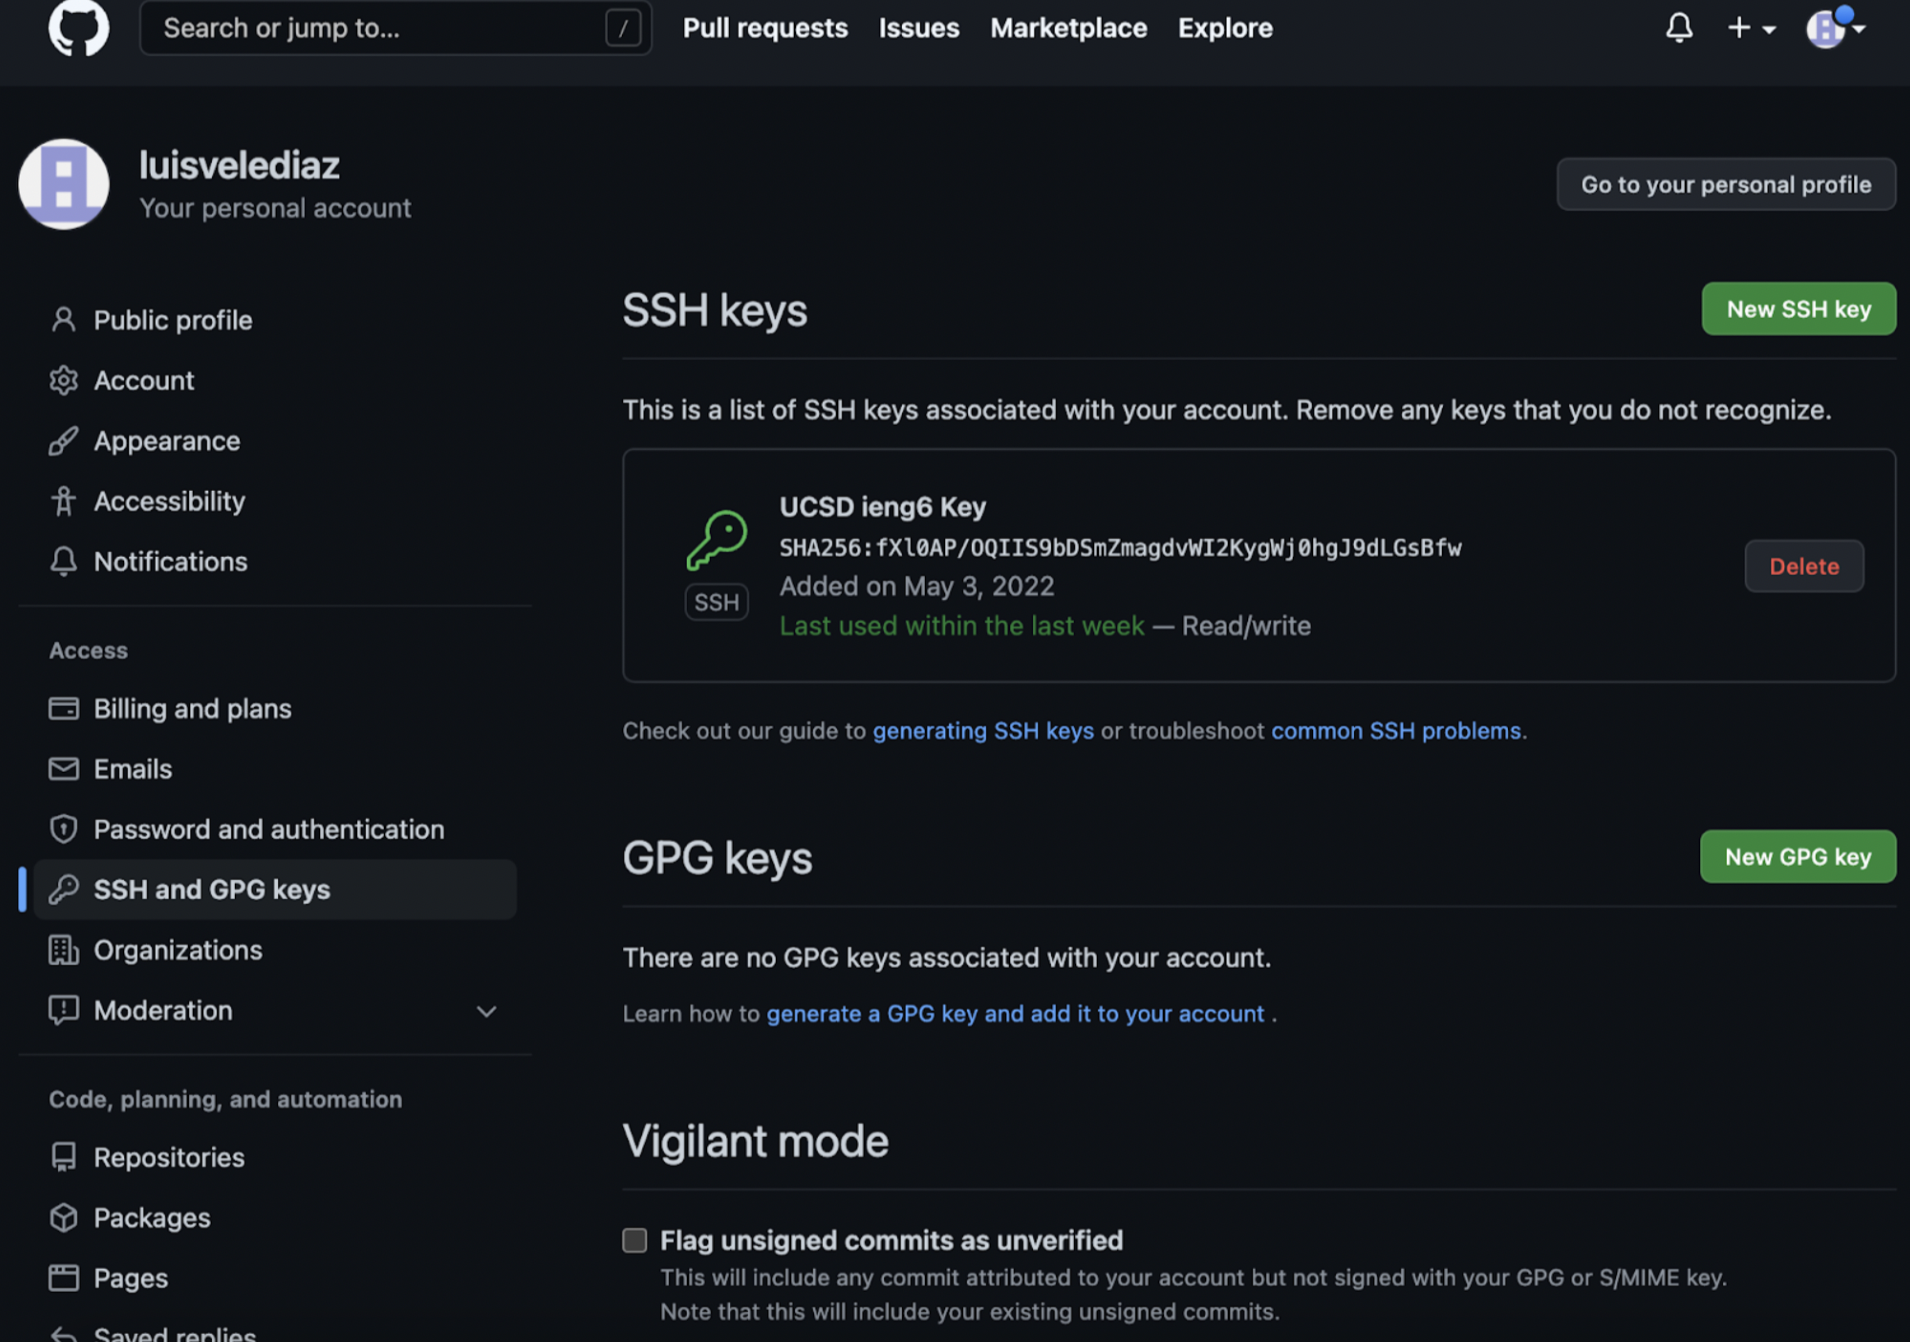 Search or jump to... /
Pull requests
Issues
Marketplace
Explore
luisvelediaz
Your personal account
Go to your personal profile
Public profile
Account
Appearance
Accessibility
Notifications
Access
Billing and plans
Emails
Password and authentication
SSH and GPG keys
Organizations
Moderation
Code, planning, and automation
Repositories
Packages
Pages
Saved replies
SSH keys
New SSH key
This is a list of SSH keys associated with your account. Remove any keys that you do not recognize.
SSH
UCSD ieng6 Key
SHA256:fXl0AP/OQIIS9bDSmZmagdvWI2KygWj0hgJ9dLGsBfw
Added on May 3, 2022
Last used within the last week — Read/write
Delete
Check out our guide to generating SSH keys or troubleshoot common SSH problems.
GPG keys
New GPG key
There are no GPG keys associated with your account.
Learn how to generate a GPG key and add it to your account .
Vigilant mode
Flag unsigned commits as unverified
This will include any commit attributed to your account but not signed with your GPG or S/MIME key.
Note that this will include your existing unsigned commits.